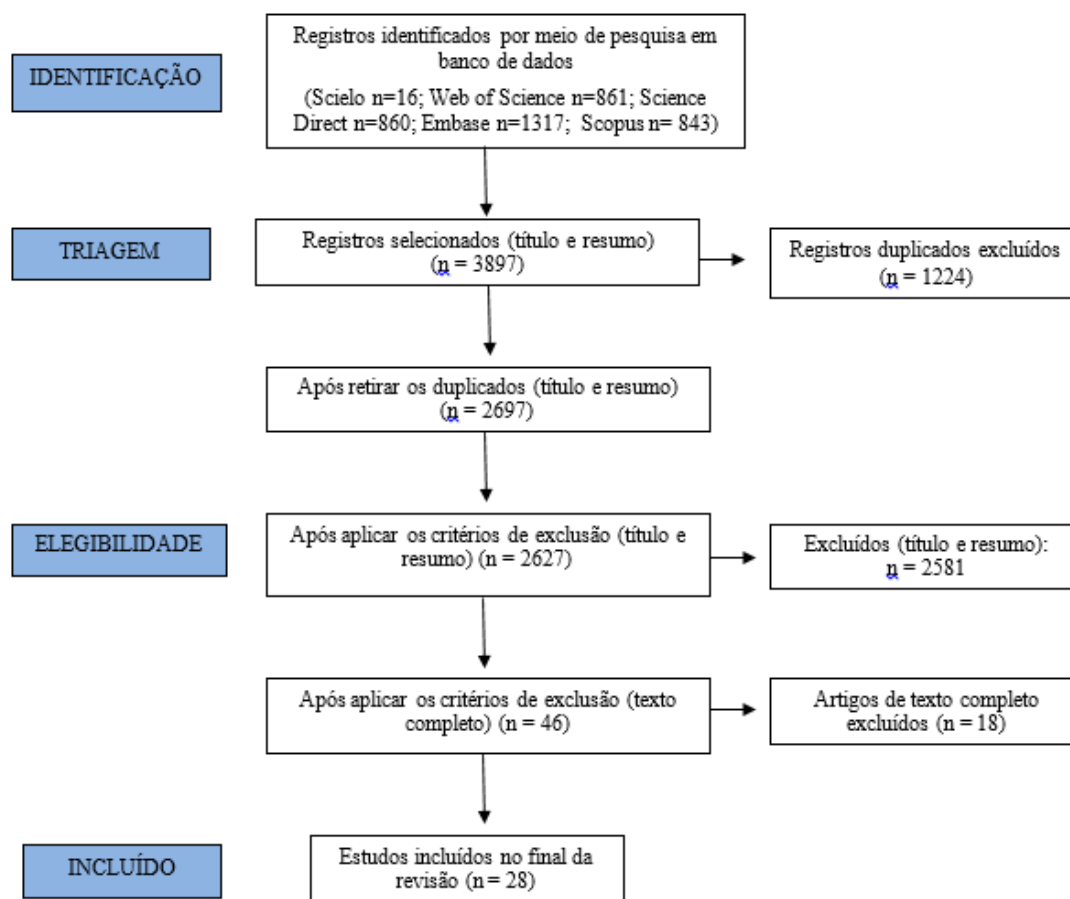 IDENTIFICAÇÃO
Registros identificados por meio de pesquisa em
banco de dados
(Scielo n=16; Web of Science n=861; Science
Direct n=860; Embase n=1317; Scopus n= 843)
TRIAGEM
Registros selecionados (título e resumo)
(n = 3897)
Registros duplicados excluídos
(n = 1224)
Após retirar os duplicados (título e resumo)
(n = 2697)
ELEGIBILIDADE
Após aplicar os critérios de exclusão (título e
resumo) (n = 2627)
Excluídos (título e resumo):
n = 2581
Após aplicar os critérios de exclusão (texto
completo) (n = 46)
Artigos de texto completo
excluídos (n = 18)
INCLUÍDO
Estudos incluídos no final da
revisão (n = 28)